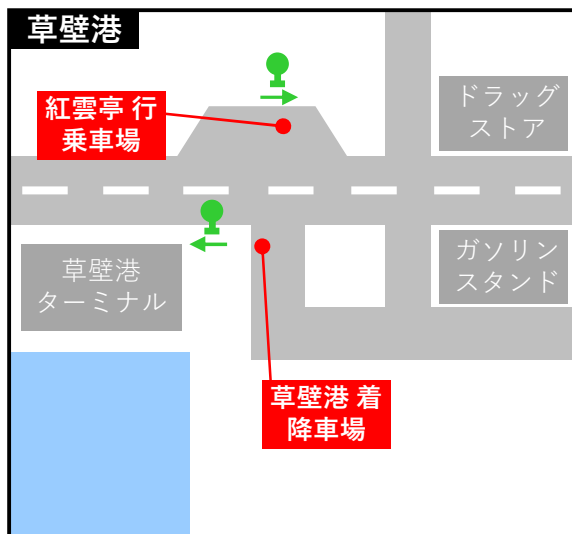 草壁港
紅雲亭 行
乗車場
ドラッグ
ストア
草壁港
ターミナル
ガソリン
スタンド
草壁港 着
降車場